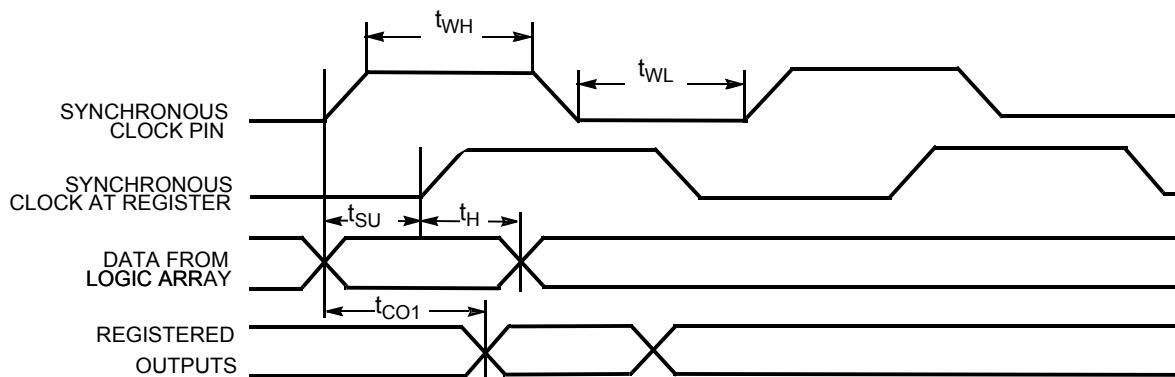 tWH
tWL
SYNCHRONOUS
CLOCK PIN
SYNCHRONOUS
CLOCK AT REGISTER
tSU
tH
DATA FROM
LOGIC ARRAY
tCO1
REGISTERED
OUTPUTS